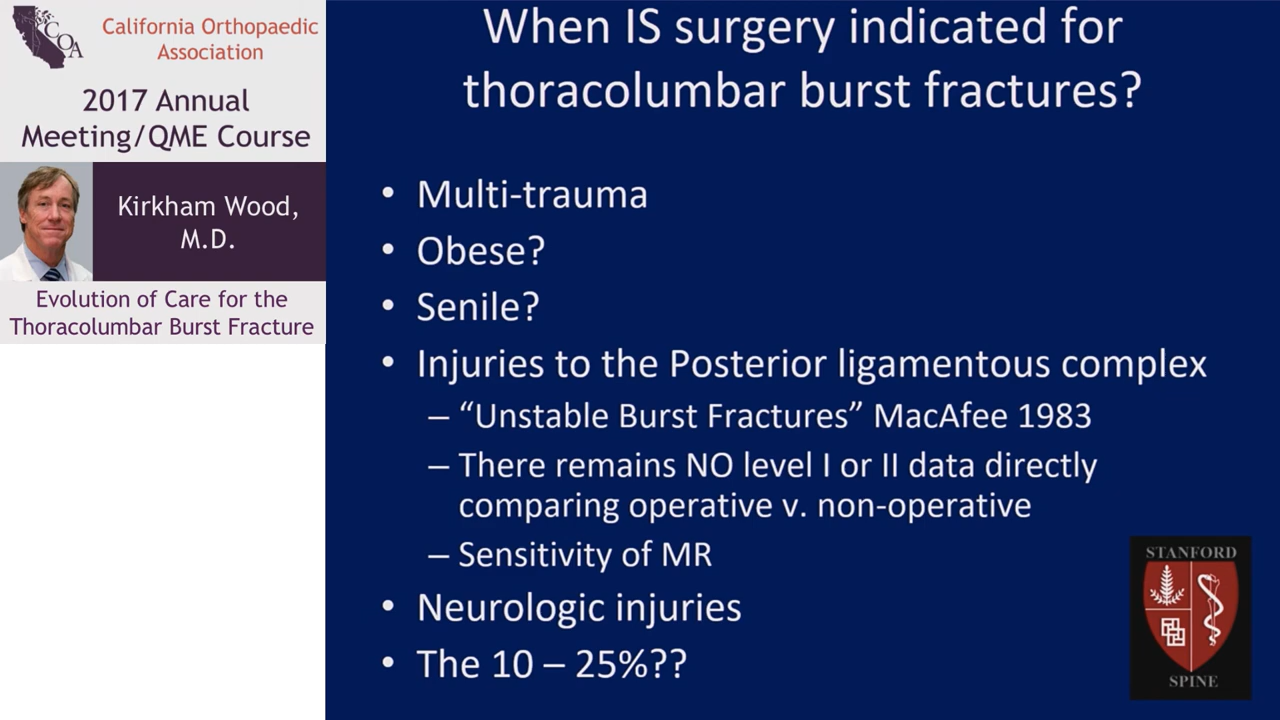 COA
California Orthopaedic
Association
2017 Annual
Meeting/QME Course
Kirkham Wood,
M.D.
Evolution of Care for the
Thoracolumbar Burst Fracture
When IS surgery indicated for
thoracolumbar burst fractures?
• Multi-trauma
• Obese?
• Senile?
• Injuries to the Posterior ligamentous complex
– “Unstable Burst Fractures” MacAfee 1983
– There remains NO level I or II data directly
comparing operative v. non-operative
– Sensitivity of MR
• Neurologic injuries
• The 10 – 25%??
STANFORD
SPINE